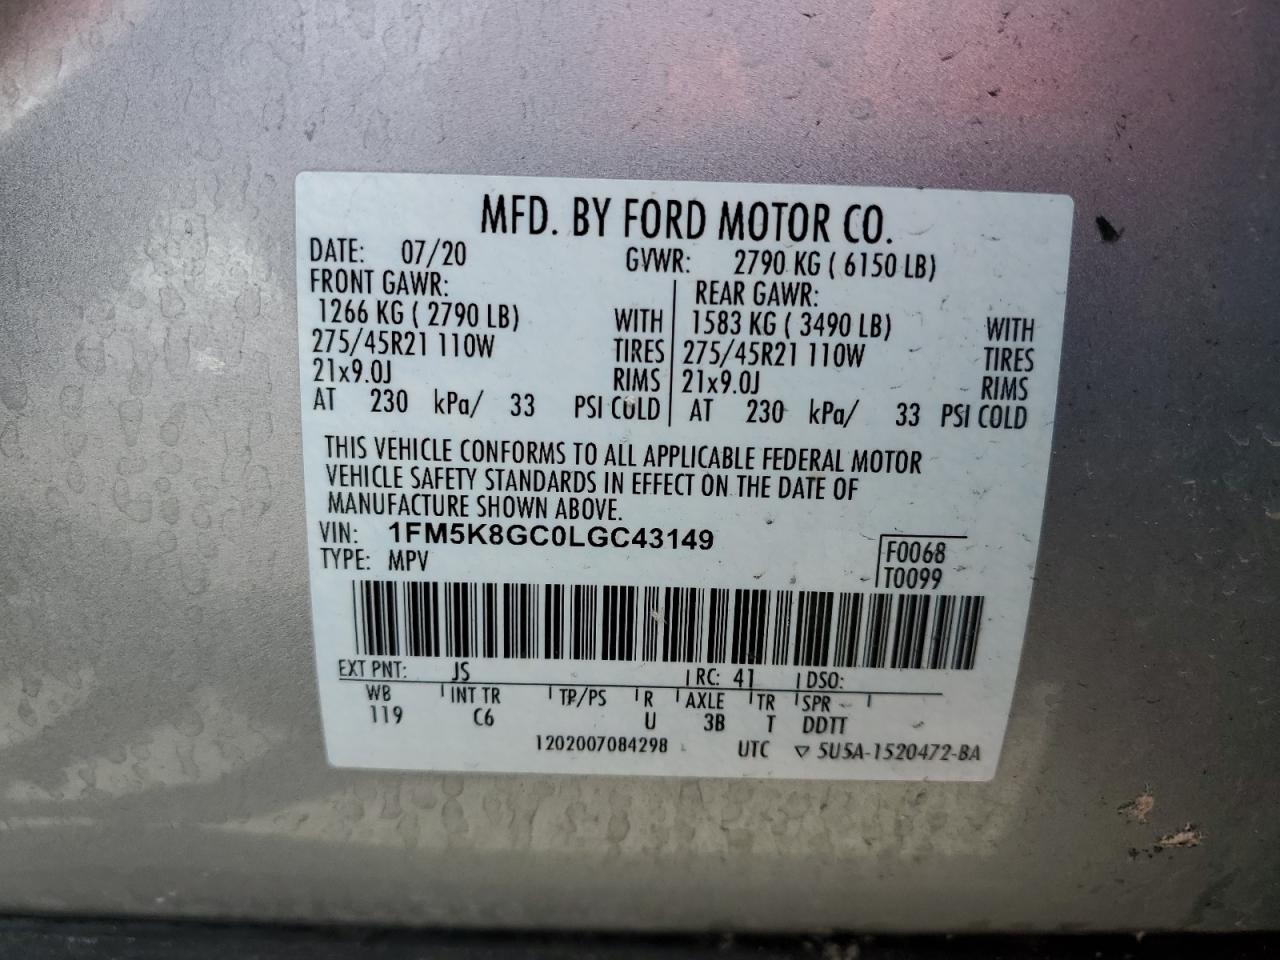 MFD. BY FORD MOTOR CO.
DATE: 07/20 GVWR: 2790 KG ( 6150 LB)
FRONT GAWR: REAR GAWR:
1266 KG ( 2790 LB) WITH 1583 KG ( 3490 LB) WITH
275/45R21 110W TIRES 275/45R21 110W TIRES
21x9.0J RIMS 21x9.0J RIMS
AT 230 kPa/ 33 PSI COLD AT 230 kPa/ 33 PSI COLD
THIS VEHICLE CONFORMS TO ALL APPLICABLE FEDERAL MOTOR
VEHICLE SAFETY STANDARDS IN EFFECT ON THE DATE OF
MANUFACTURE SHOWN ABOVE.
VIN: 1FM5K8GC0LGC43149
TYPE: MPV
F0068
T0099
EXT PNT: JS RC: 41 DSO:
WB INT TR TP/PS R AXLE TR SPR
119 C6 U 3B T DDTT
1202007084298 UTC ▽ 5U5A-1520472-BA